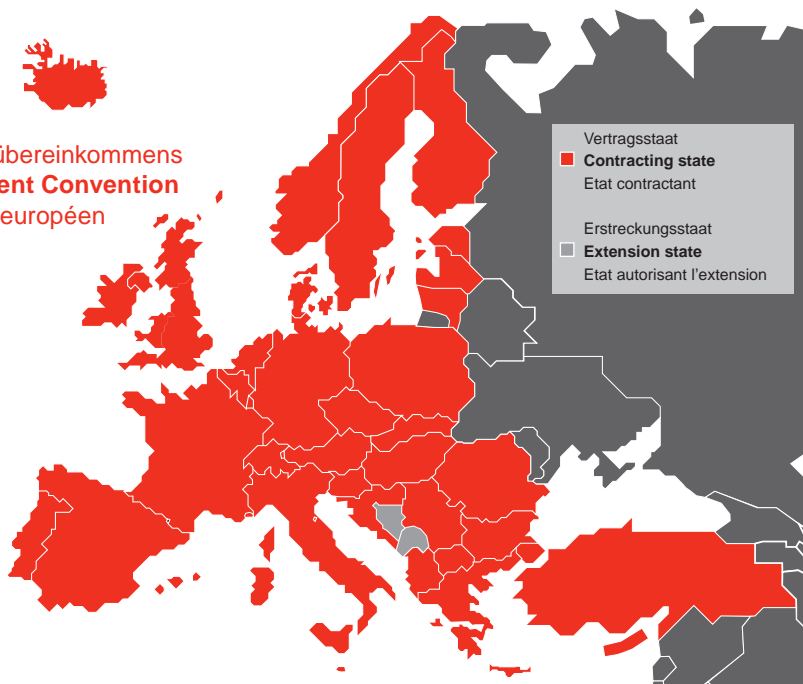 übereinkommens
ent Convention
européen
Vertragsstaat
Contracting state
Etat contractant
Erstreckungsstaat
Extension state
Etat autorisant l'extension